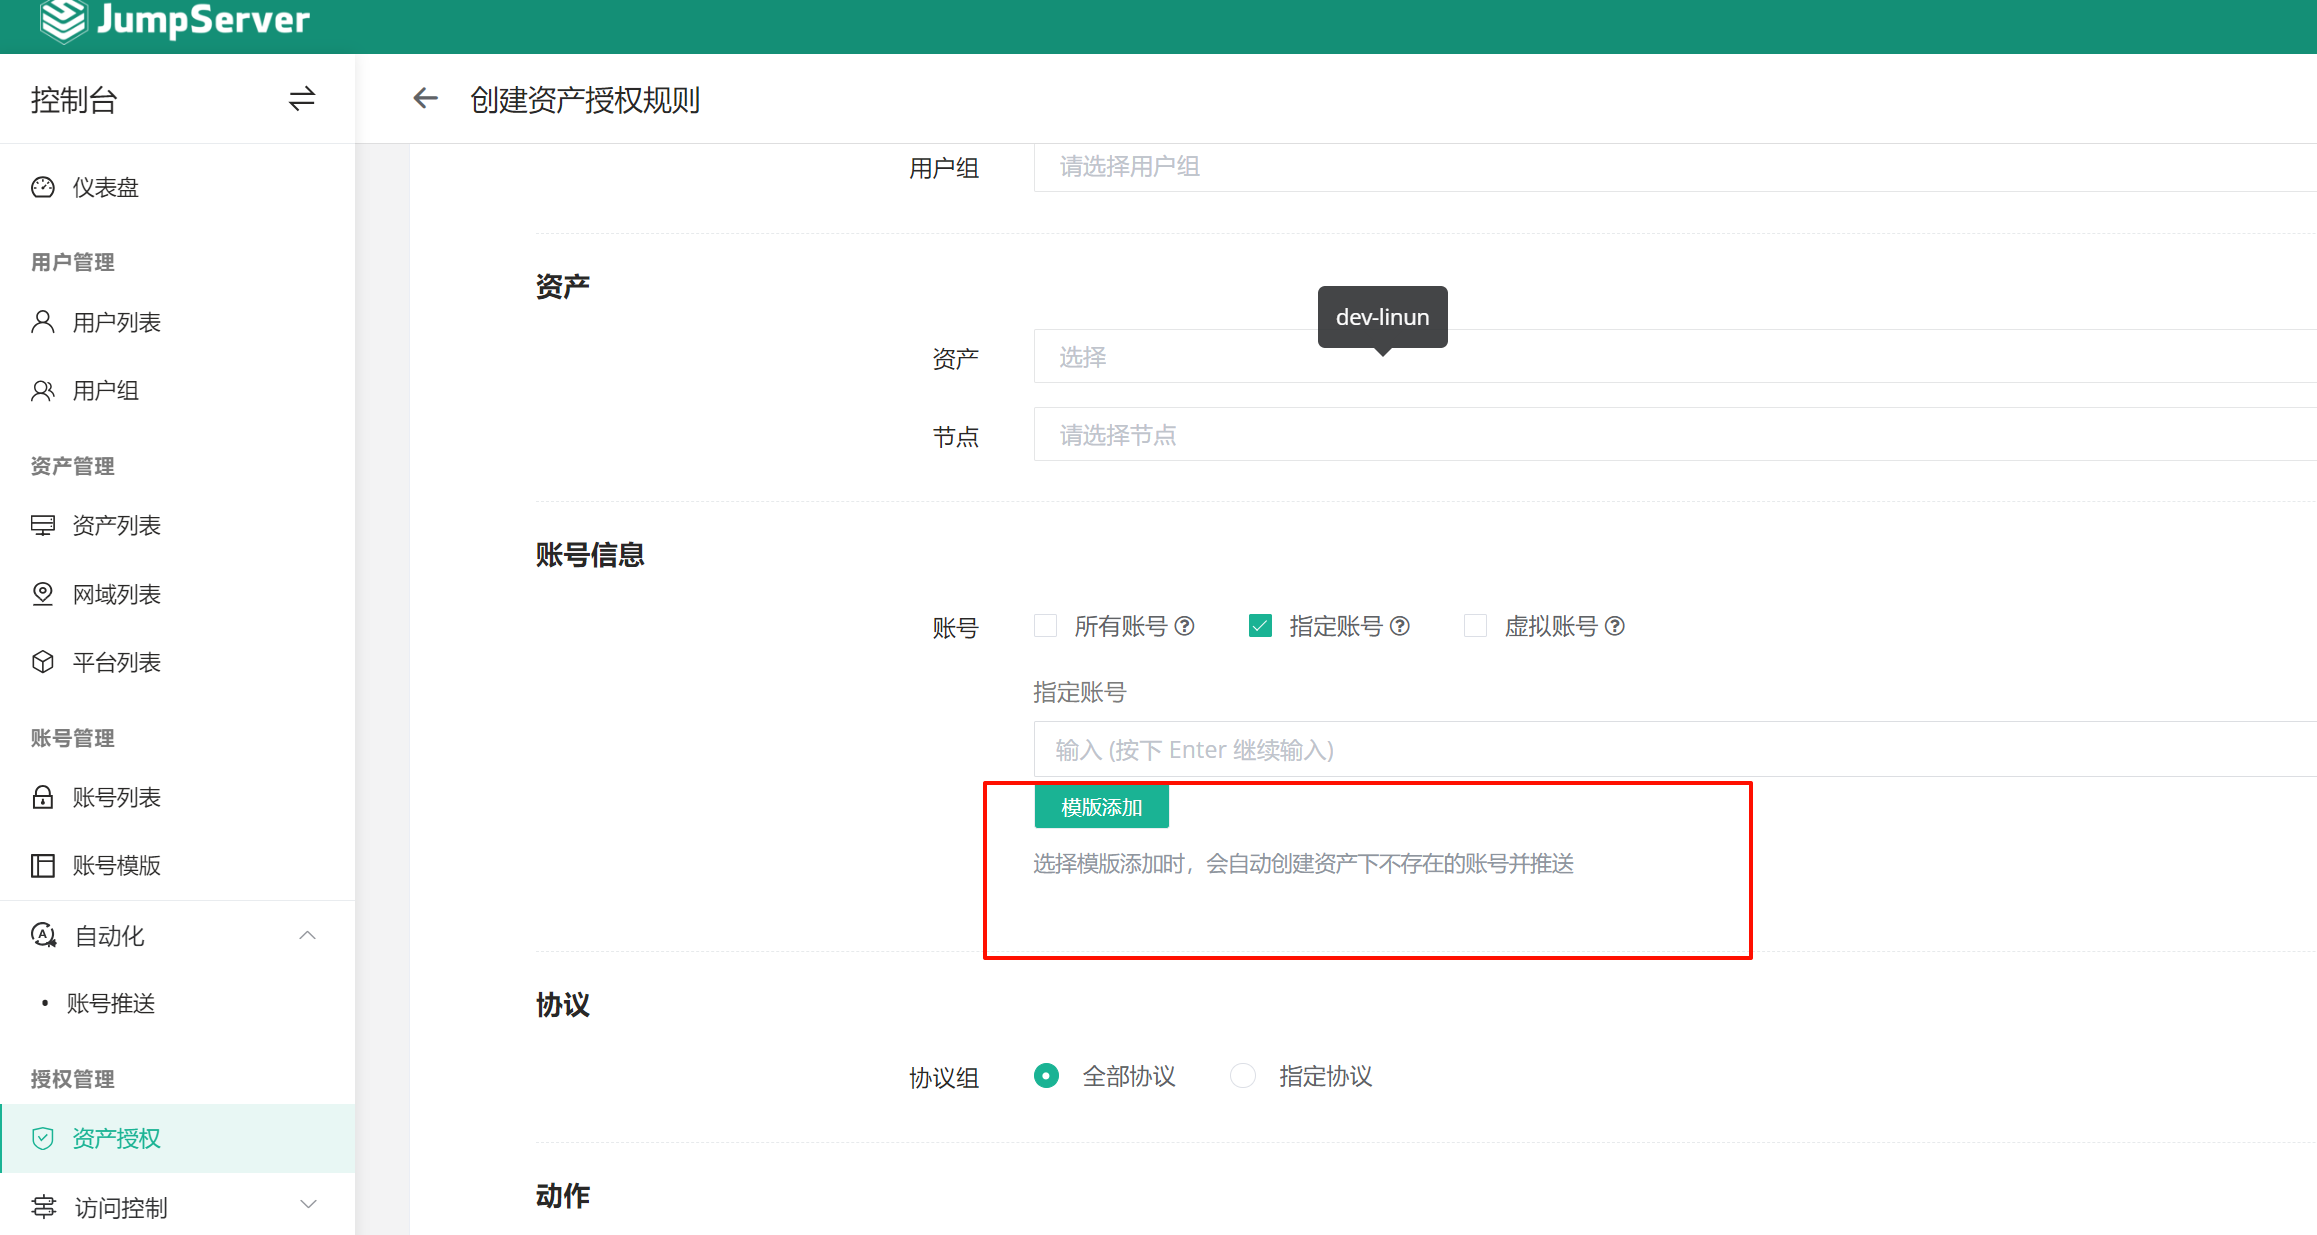 JumpServer
控制台
创建资产授权规则
仪表盘
用户管理
用户列表
用户组
资产管理
资产列表
网域列表
平台列表
账号管理
账号列表
账号模版
自动化
账号推送
授权管理
资产授权
访问控制
用户组
请选择用户组
资产
dev-linun
资产
选择
节点
请选择节点
账号信息
账号
所有账号
指定账号
虚拟账号
指定账号
输入 (按下 Enter 继续输入)
模版添加
选择模版添加时，会自动创建资产下不存在的账号并推送
协议
协议组
全部协议
指定协议
动作